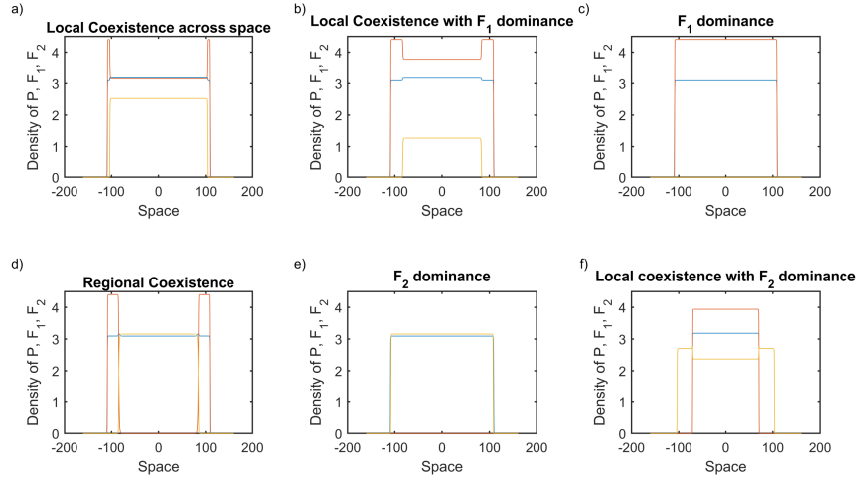 a)
Local Coexistence across space
Density of P, F1, F2
4
3
2
1
0
-200 -100 0 100 200
Space
b)
Local Coexistence with F1 dominance
Density of P, F1, F2
4
3
2
1
0
-200 -100 0 100 200
Space
c)
F1 dominance
Density of P, F1, F2
4
3
2
1
0
-200 -100 0 100 200
Space
d)
Regional Coexistence
Density of P, F1, F2
4
3
2
1
0
-200 -100 0 100 200
Space
e)
F2 dominance
Density of P, F1, F2
4
3
2
1
0
-200 -100 0 100 200
Space
f)
Local coexistence with F2 dominance
Density of P, F1, F2
4
3
2
1
0
-200 -100 0 100 200
Space